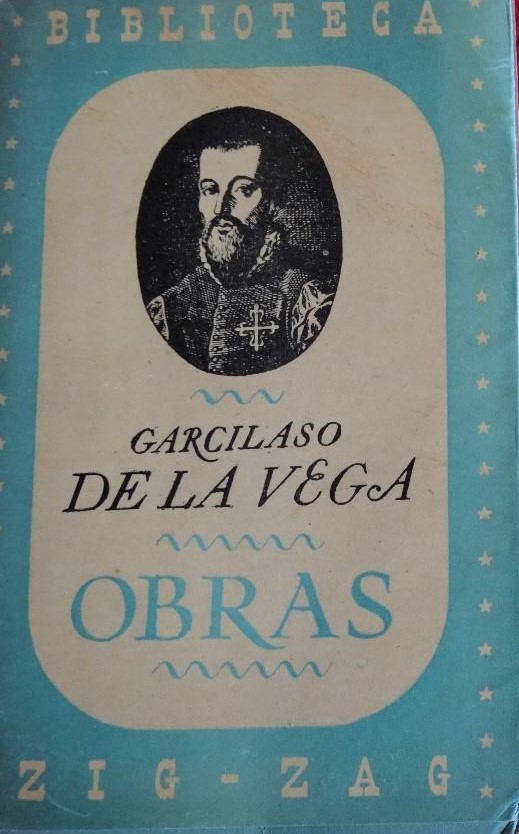 BIBLIOTECA
GARCILASO
DE LA VEGA
OBRAS
ZIG-ZAG